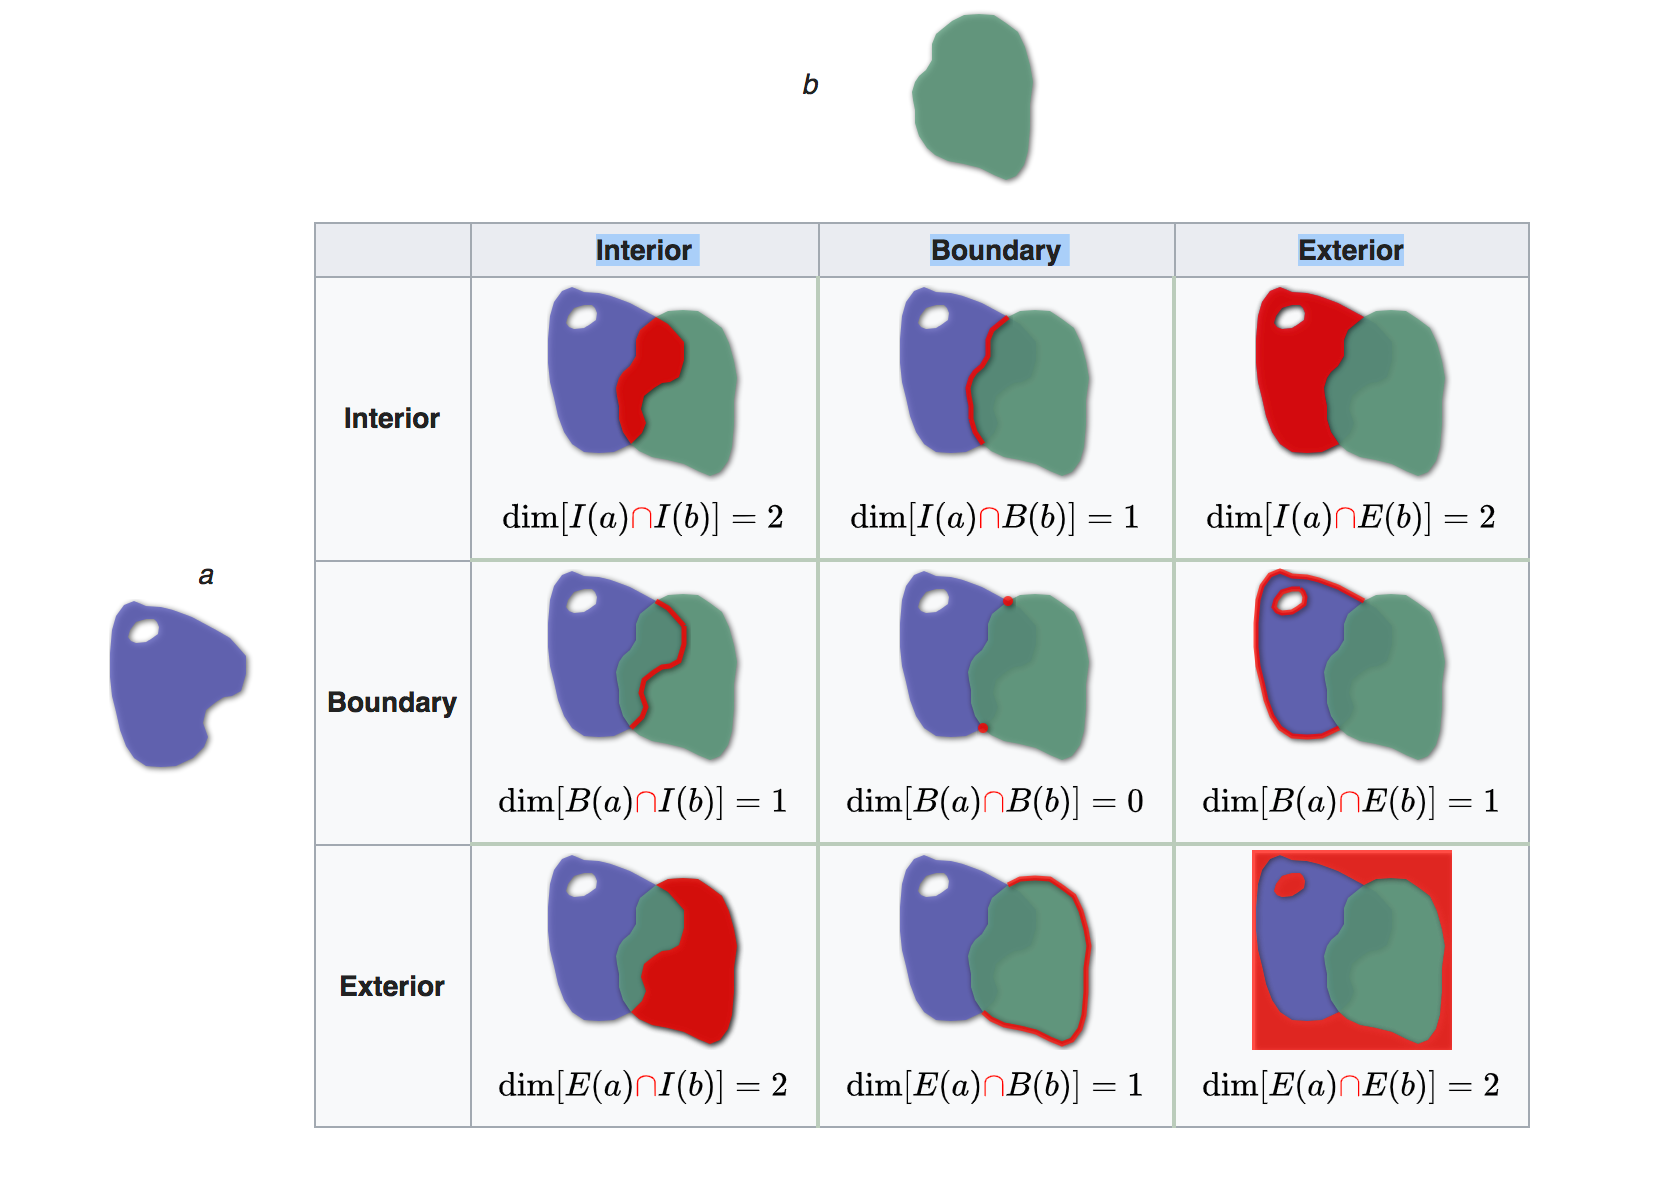 b
Interior Boundary Exterior
Interior
dim[I(a)∩I(b)] = 2 dim[I(a)∩B(b)] = 1 dim[I(a)∩E(b)] = 2
a
Boundary
dim[B(a)∩I(b)] = 1 dim[B(a)∩B(b)] = 0 dim[B(a)∩E(b)] = 1
Exterior
dim[E(a)∩I(b)] = 2 dim[E(a)∩B(b)] = 1 dim[E(a)∩E(b)] = 2